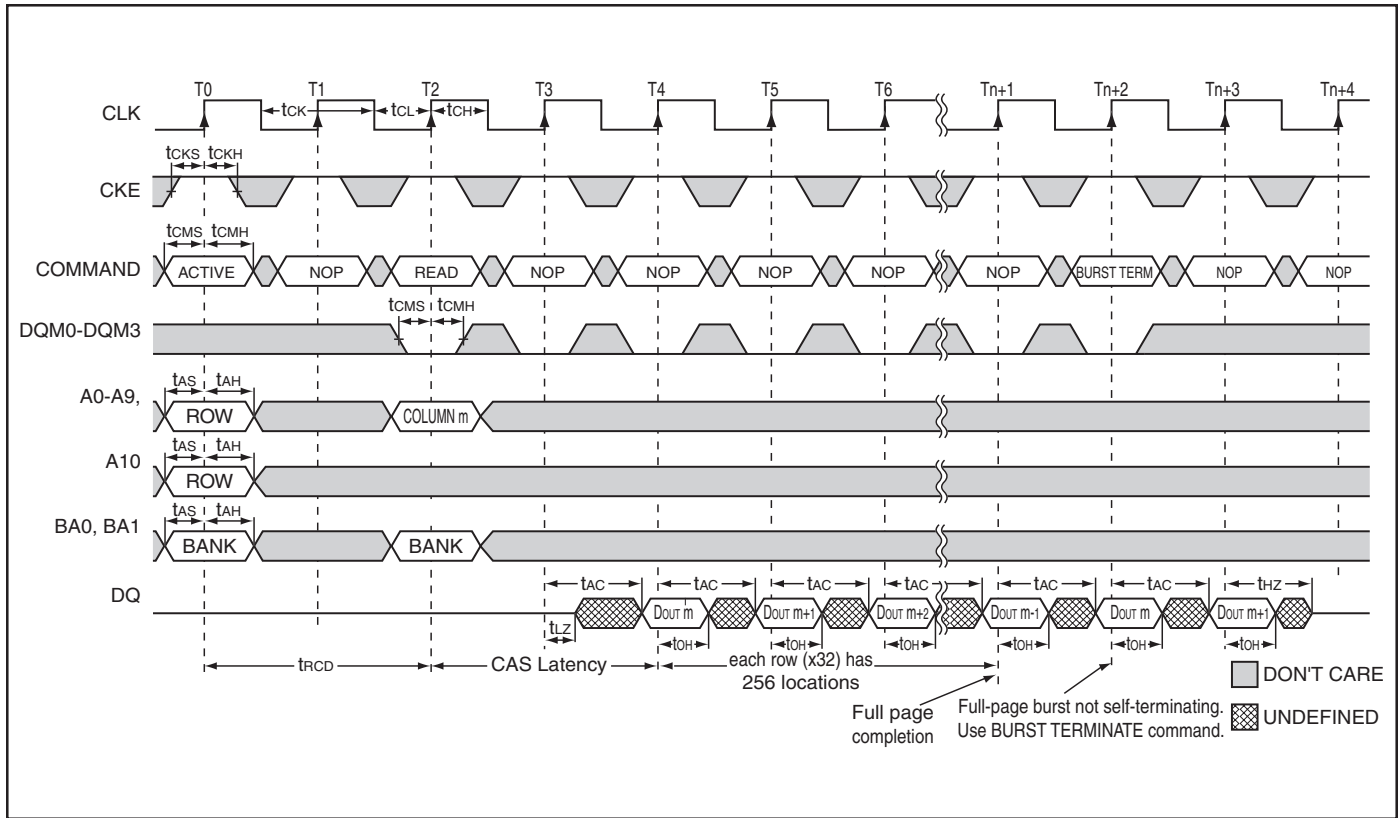 T0 T1 T2 T3 T4 T5 T6 Tn+1 Tn+2 Tn+3 Tn+4
CLK
tCK tCL tCH
tCKS tCKH
CKE
tCMS tCMH
COMMAND
ACTIVE NOP READ NOP NOP NOP NOP NOP BURST TERM NOP NOP
tCMS tCMH
DQM0-DQM3
tAS tAH
A0-A9,
ROW COLUMN m
tAS tAH
A10
ROW
tAS tAH
BA0, BA1
BANK BANK
tAC tAC tAC tAC tAC tAC tHZ
DQ
DOUT m DOUT m+1 DOUT m+2 DOUT m-1 DOUT m DOUT m+1
tLZ tOH tOH tOH tOH tOH tOH
tRCD CAS Latency each row (x32) has
256 locations
DON'T CARE
UNDEFINED
Full page
completion
Full-page burst not self-terminating.
Use BURST TERMINATE command.